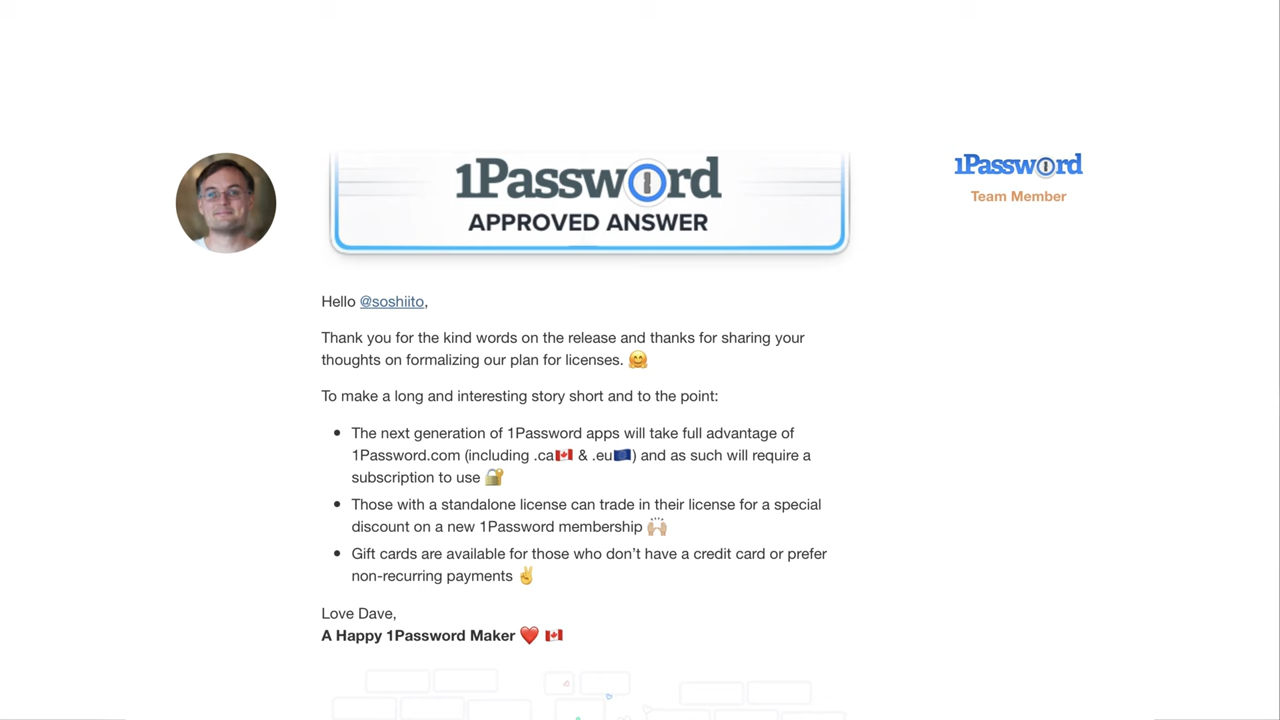 1Password
APPROVED ANSWER
1Password
Team Member
Hello @soshiito,
Thank you for the kind words on the release and thanks for sharing your
thoughts on formalizing our plan for licenses. 🤗
To make a long and interesting story short and to the point:
• The next generation of 1Password apps will take full advantage of
1Password.com (including .ca🇨🇦 & .eu🇪🇺) and as such will require a
subscription to use 🔐
• Those with a standalone license can trade in their license for a special
discount on a new 1Password membership 🙌🏼
• Gift cards are available for those who don’t have a credit card or prefer
non-recurring payments ✌️
Love Dave,
A Happy 1Password Maker ❤️ 🇨🇦